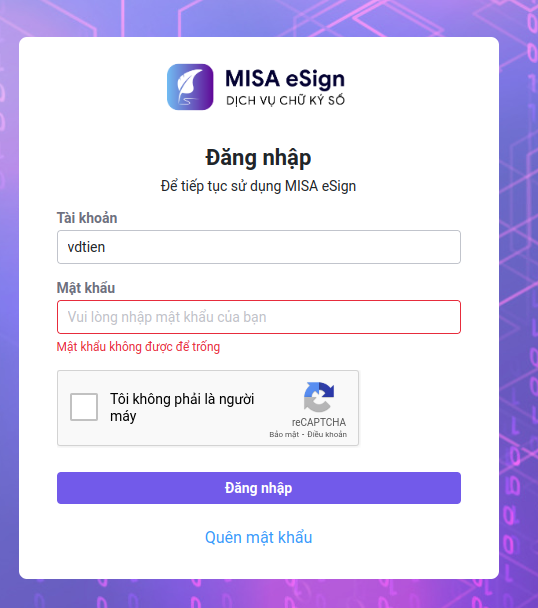 MISA eSign
DỊCH VỤ CHỮ KÝ SỐ
Đăng nhập
Để tiếp tục sử dụng MISA eSign
Tài khoản
vdtien
Mật khẩu
Vui lòng nhập mật khẩu của bạn
Mật khẩu không được để trống
Tôi không phải là người
máy
reCAPTCHA
Bảo mật - Điều khoản
Đăng nhập
Quên mật khẩu